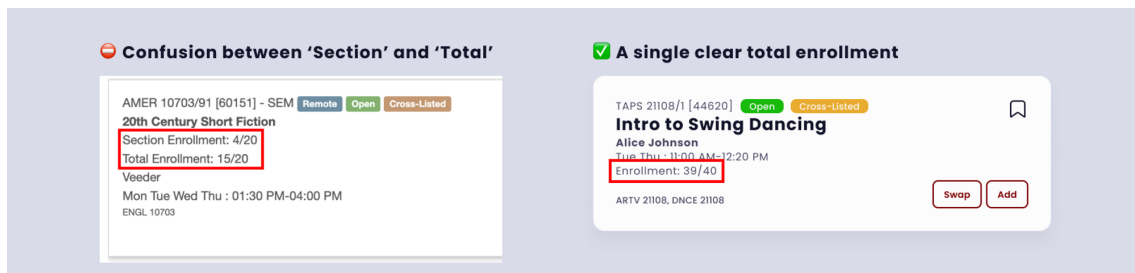 Confusion between ‘Section’ and ‘Total’
AMER 10703/91 [60151] - SEM Remote Open Cross-Listed
20th Century Short Fiction
Section Enrollment: 4/20
Total Enrollment: 15/20
Veeder
Mon Tue Wed Thu : 01:30 PM-04:00 PM
ENGL 10703
A single clear total enrollment
TAPS 21108/1 [44620] Open Cross-Listed
Intro to Swing Dancing
Alice Johnson
Tue Thu : 11:00 AM-12:20 PM
Enrollment: 39/40
ARTV 21108, DNCE 21108
Swap Add